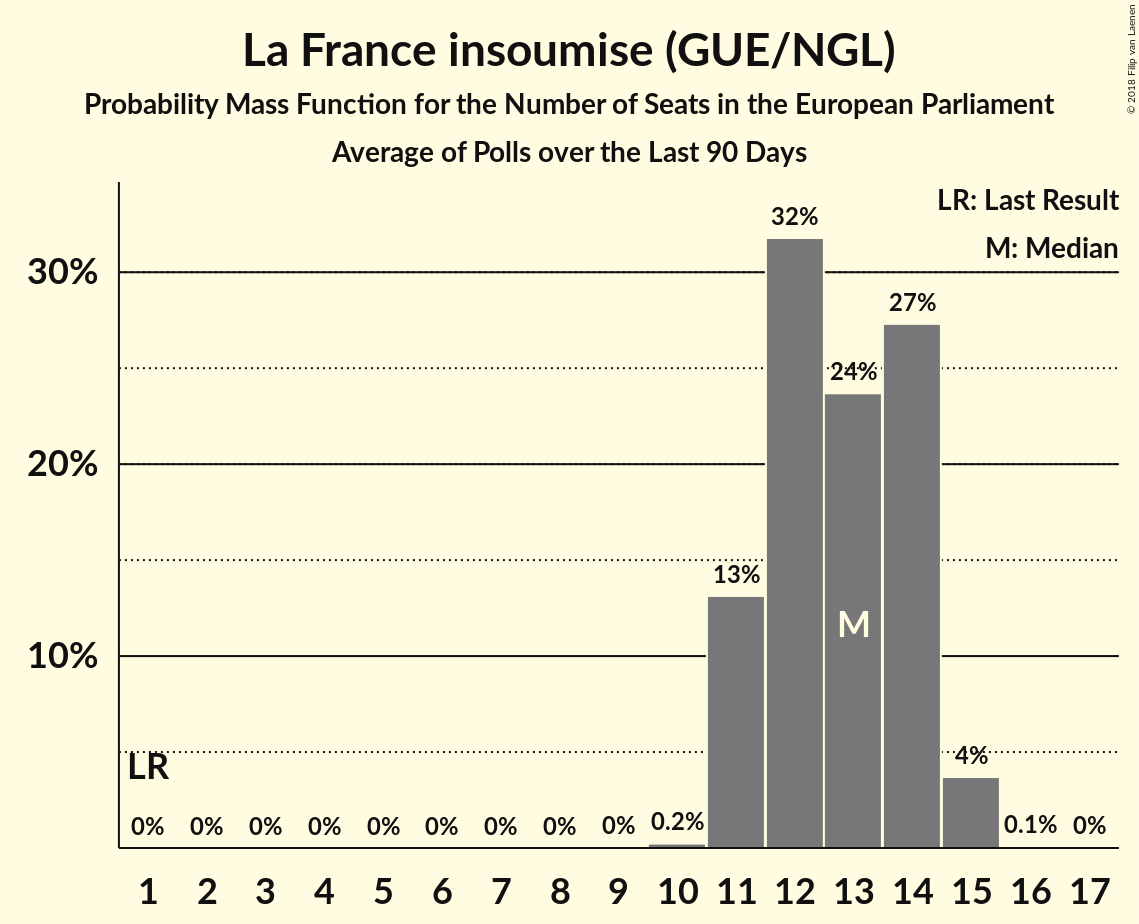 La France insoumise (GUE/NGL)
Probability Mass Function for the Number of Seats in the European Parliament
Average of Polls over the Last 90 Days
© 2018 Filip van Laenen
LR: Last Result
M: Median
30%
20%
10%
32%
27%
24%
13%
M
LR
4%
0% 0% 0% 0% 0% 0% 0% 0% 0% 0.2% 0.1% 0%
1 2 3 4 5 6 7 8 9 10 11 12 13 14 15 16 17